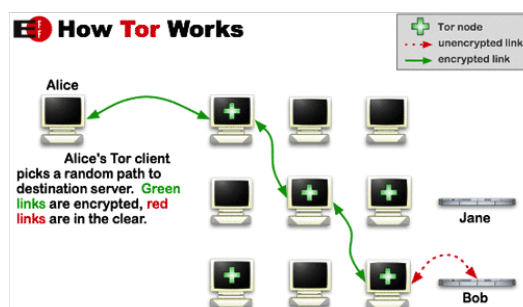 EFF How Tor Works
Tor node
unencrypted link
encrypted link
Alice
Alice's Tor client
picks a random path to
destination server. Green
links are encrypted, red
links are in the clear.
Jane
Bob